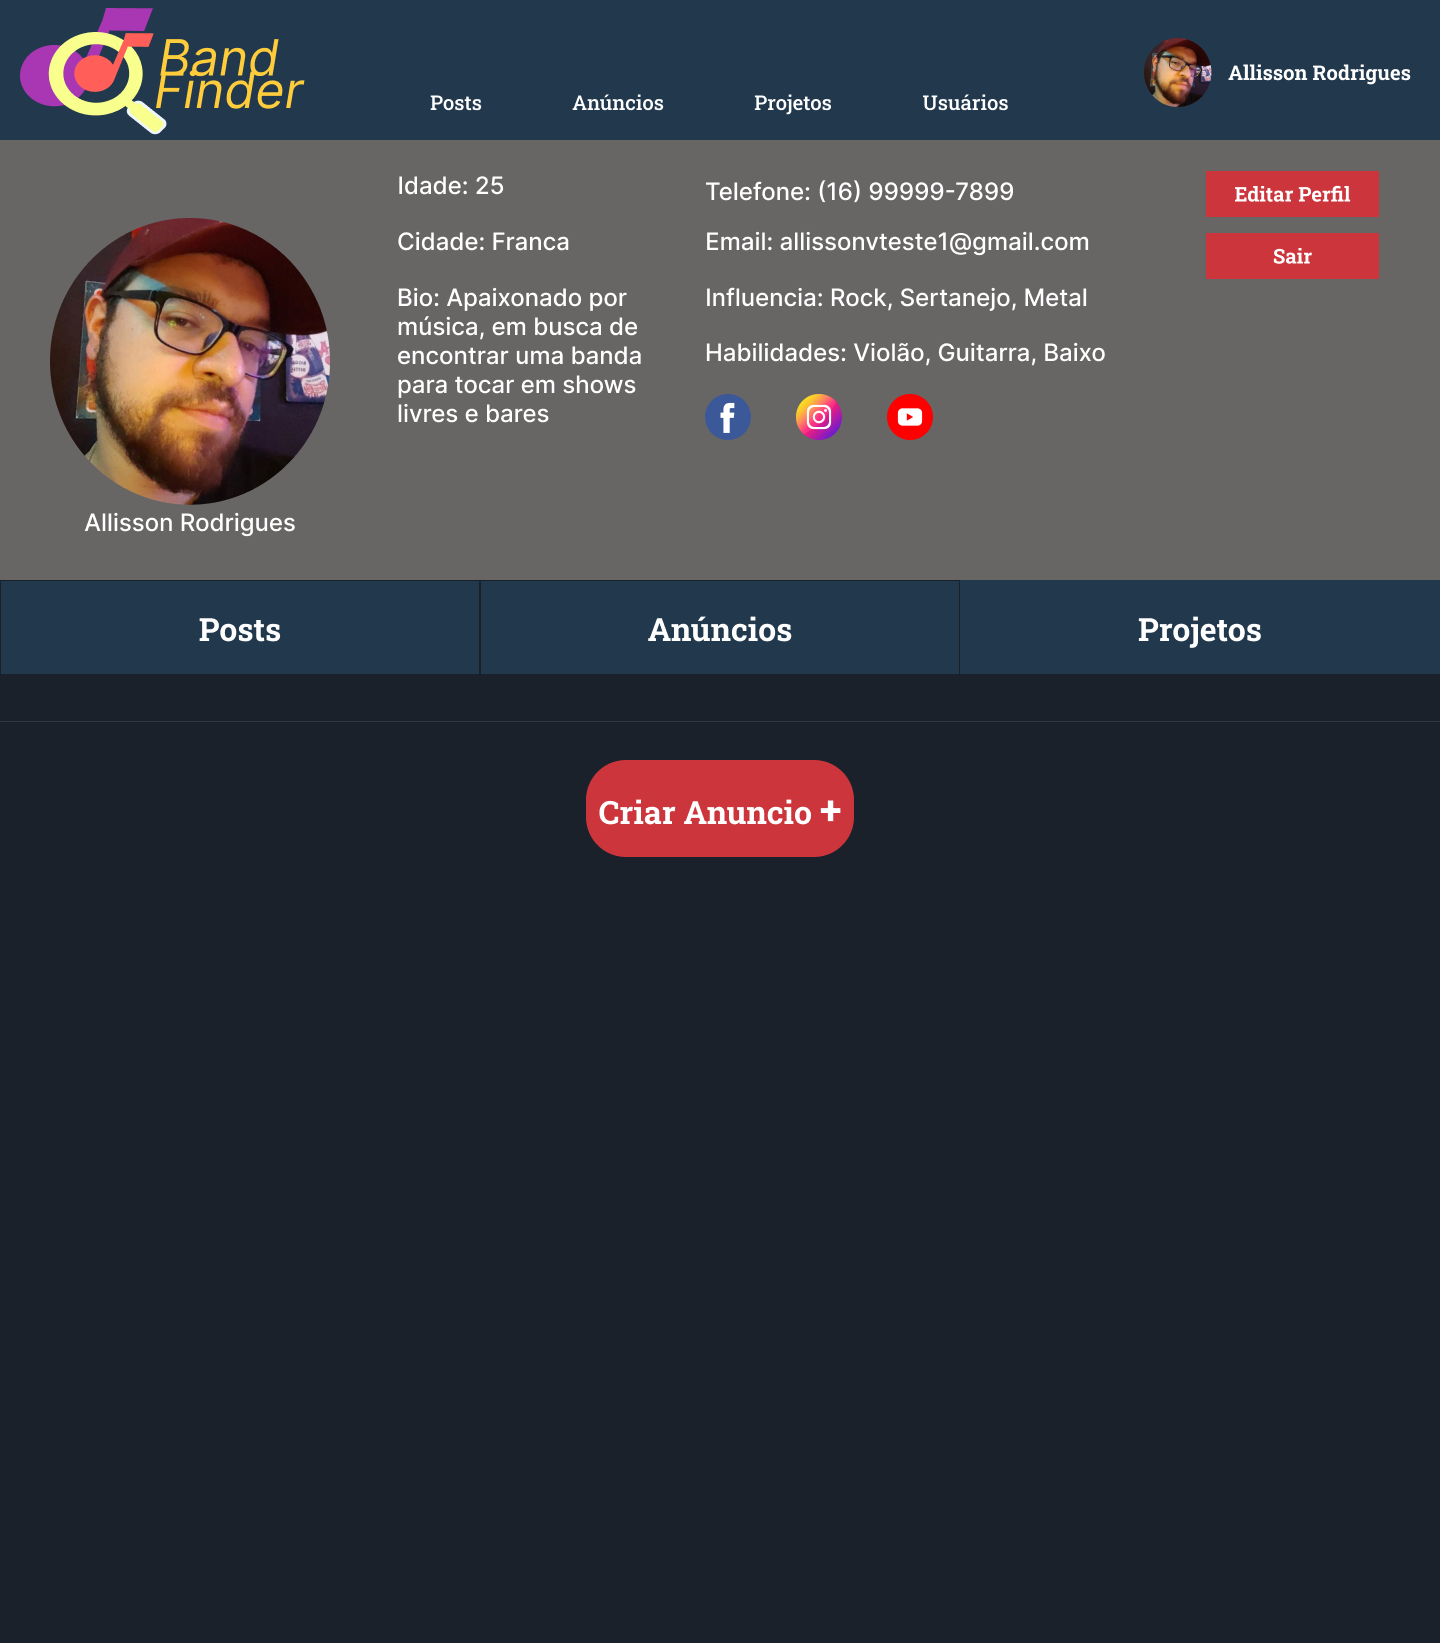 Band
Finder
Posts
Anúncios
Projetos
Usuários
Allisson Rodrigues
Idade: 25
Cidade: Franca
Bio: Apaixonado por
música, em busca de
encontrar uma banda
para tocar em shows
livres e bares
Telefone: (16) 99999-7899
Email: allissonvteste1@gmail.com
Influencia: Rock, Sertanejo, Metal
Habilidades: Violão, Guitarra, Baixo
Editar Perfil
Sair
Allisson Rodrigues
Posts
Anúncios
Projetos
Criar Anuncio +